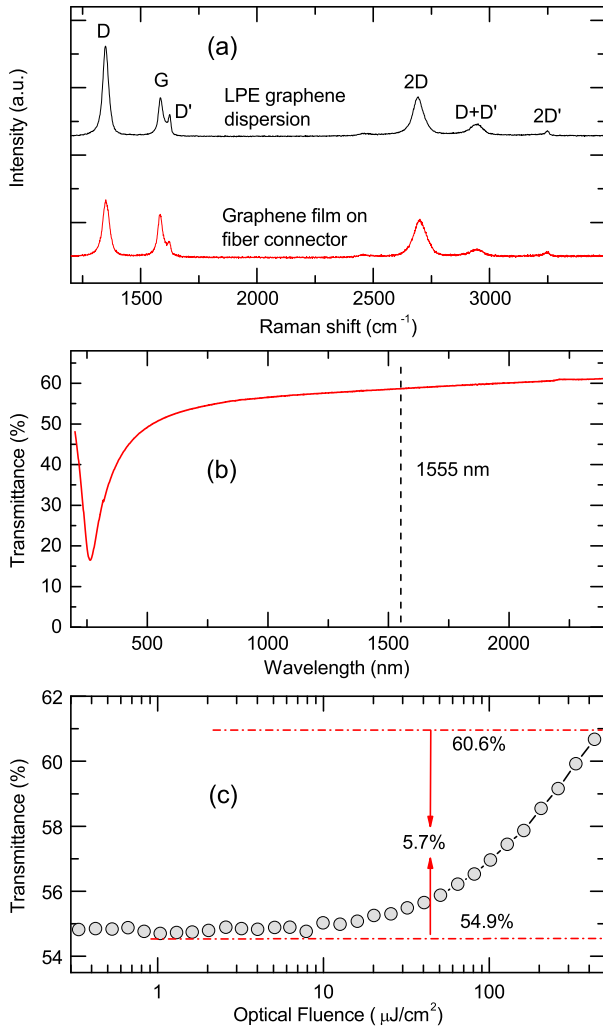 (a)
D
G
D'
2D
D+D'
2D'
LPE graphene
dispersion
Graphene film on
fiber connector
Intensity (a.u.)
1500 2000 2500 3000
Raman shift (cm⁻¹)
60
50
40
30
20
10
0
Transmittance (%)
(b)
1555 nm
500 1000 1500 2000
Wavelength (nm)
62
60
58
56
54
Transmittance (%)
(c)
60.6%
5.7%
54.9%
1 10 100
Optical Fluence ( μJ/cm²)